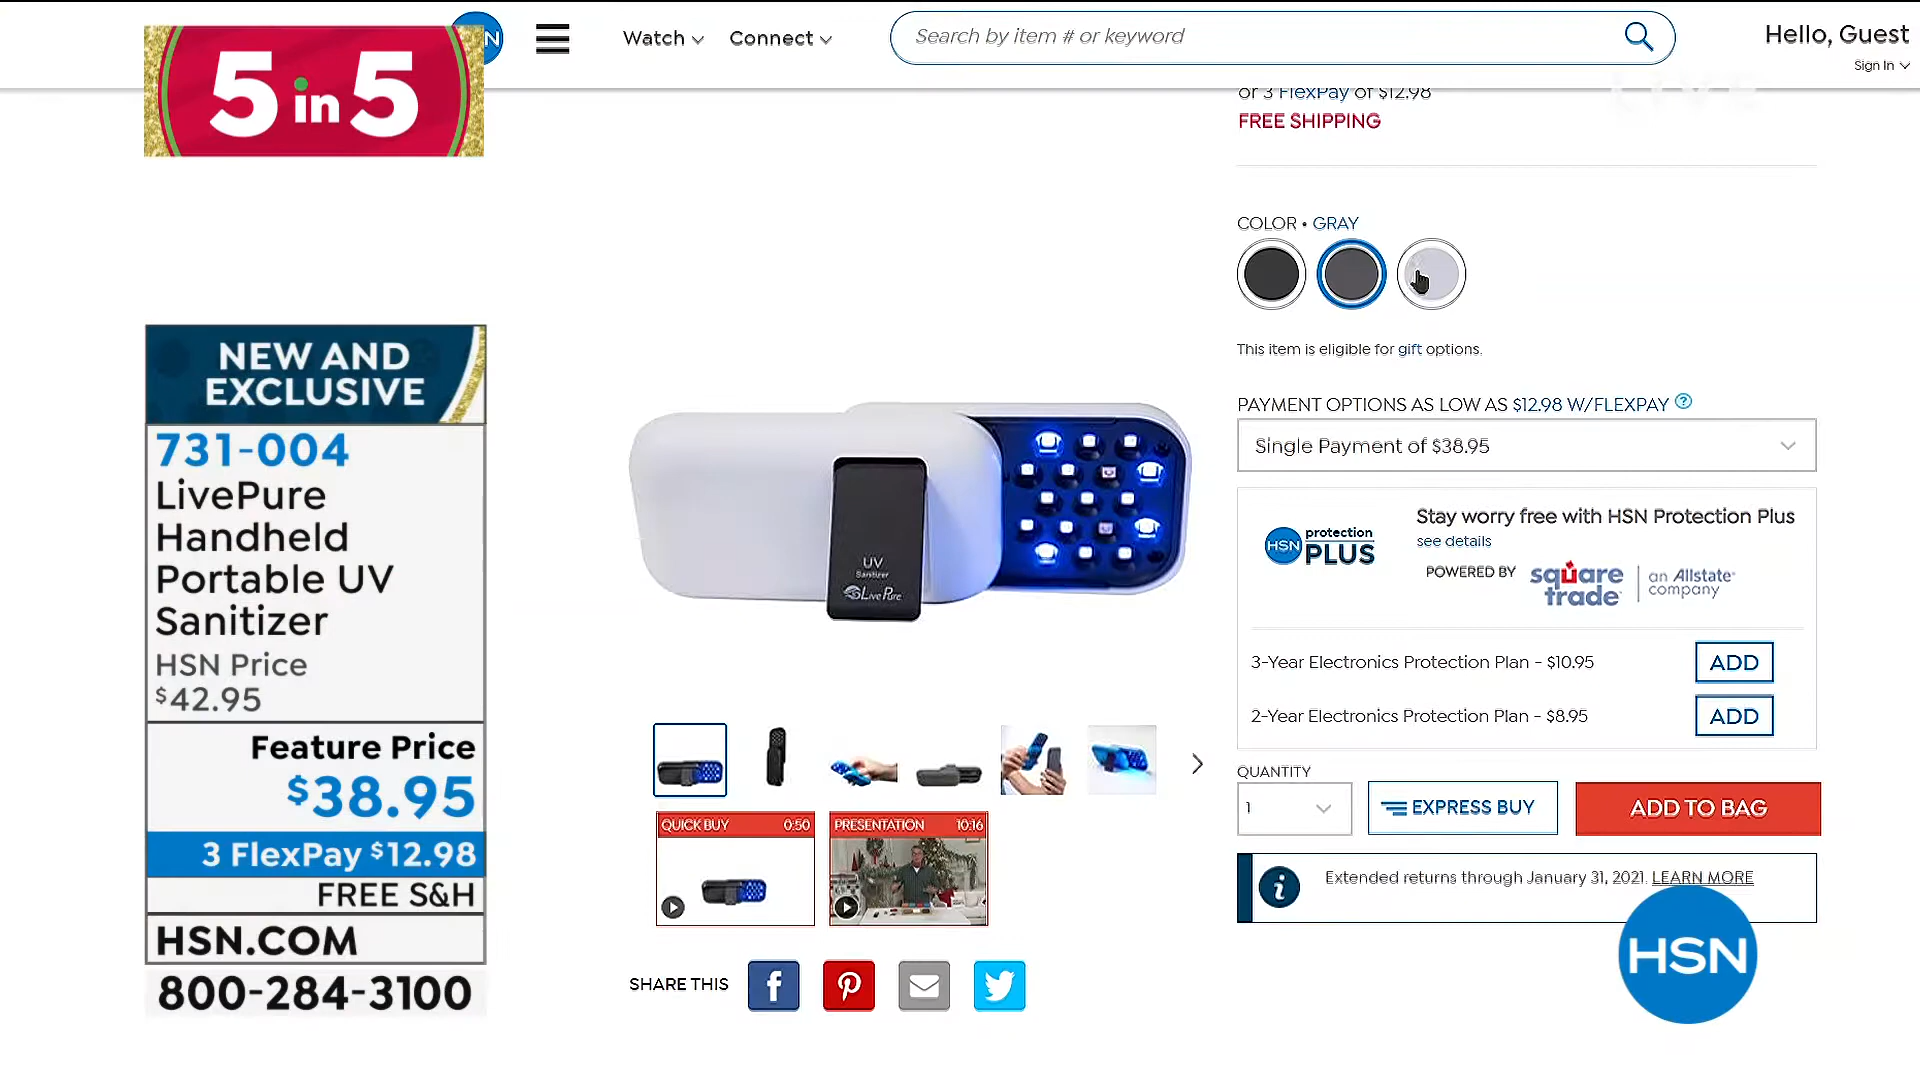 5 in 5
N
Watch
Connect
Search by item # or keyword
Hello, Guest
Sign In
or 3 FlexPay of $12.98
FREE SHIPPING
COLOR • GRAY
This item is eligible for gift options.
PAYMENT OPTIONS AS LOW AS $12.98 W/FLEXPAY ?
Single Payment of $38.95
HSN protection PLUS
Stay worry free with HSN Protection Plus
see details
POWERED BY square trade an Allstate company
3-Year Electronics Protection Plan - $10.95
ADD
2-Year Electronics Protection Plan - $8.95
ADD
QUANTITY
1
EXPRESS BUY
ADD TO BAG
i
Extended returns through January 31, 2021. LEARN MORE
HSN
NEW AND
EXCLUSIVE
731-004
LivePure
Handheld
Portable UV
Sanitizer
HSN Price
$42.95
Feature Price
$38.95
3 FlexPay $12.98
FREE S&H
HSN.COM
800-284-3100
UV
Sanitizer
LivePure
QUICK BUY 0:50
PRESENTATION 10:16
SHARE THIS